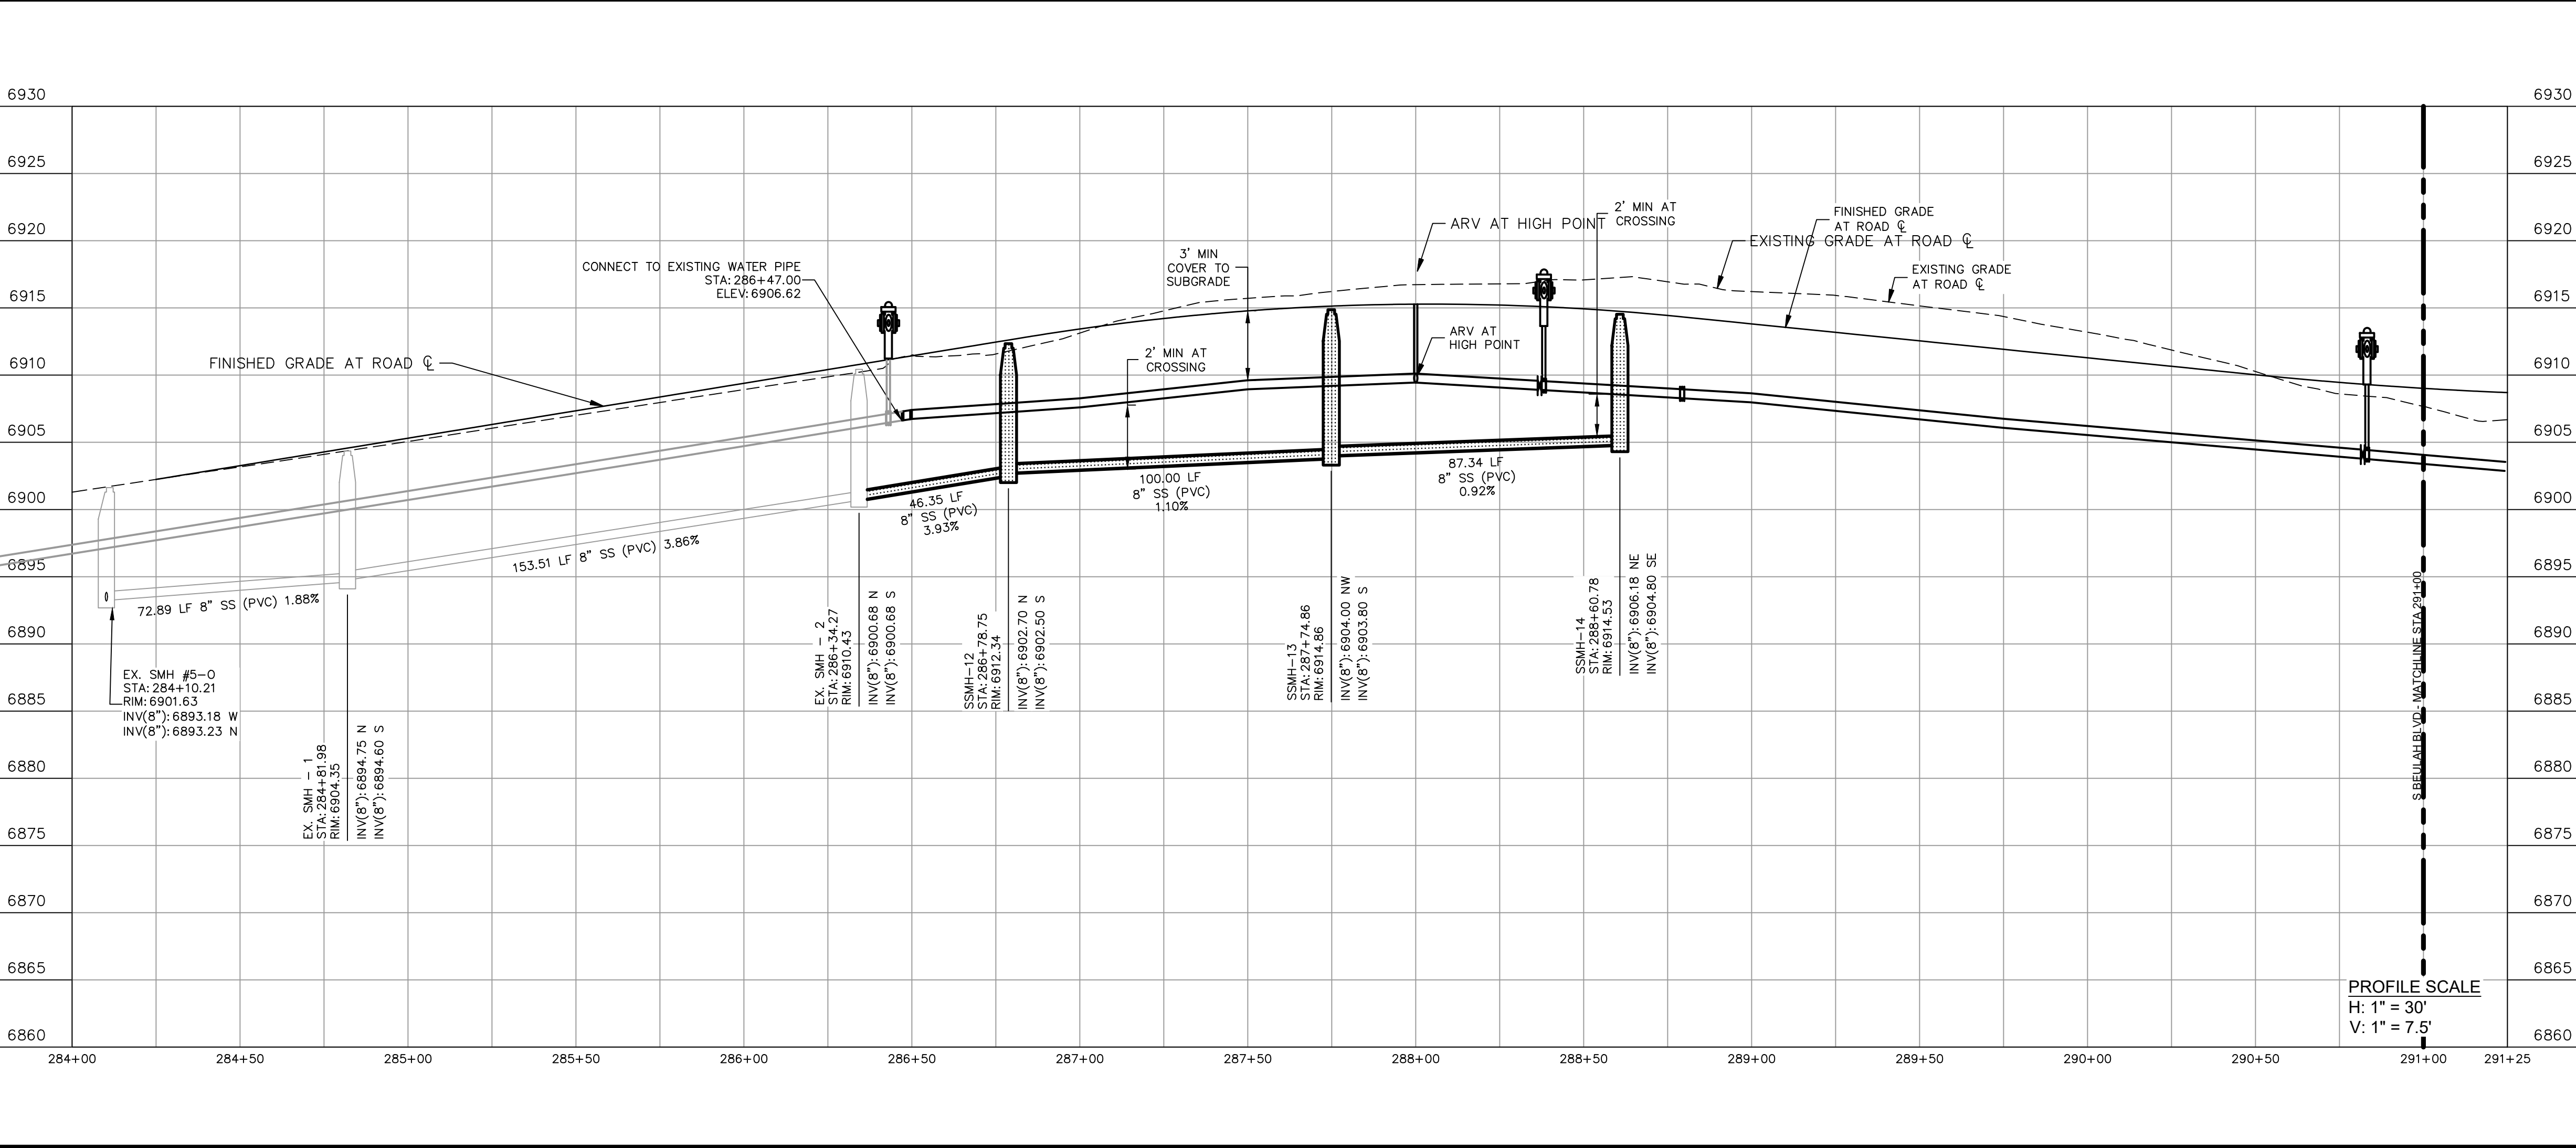 6930
6925
6920
6915
6910
6905
6900
6895
6890
6885
6880
6875
6870
6865
6860
6930
6925
6920
6915
6910
6905
6900
6895
6890
6885
6880
6875
6870
6865
6860
284+00
284+50
285+00
285+50
286+00
286+50
287+00
287+50
288+00
288+50
289+00
289+50
290+00
290+50
291+00
291+25
FINISHED GRADE AT ROAD ℄
CONNECT TO EXISTING WATER PIPE
STA:286+47.00
ELEV:6906.62
2' MIN AT
CROSSING
3' MIN
COVER TO
SUBGRADE
ARV AT HIGH POINT
ARV AT
HIGH POINT
2' MIN AT
CROSSING
EXISTING GRADE AT ROAD ℄
FINISHED GRADE
AT ROAD ℄
EXISTING GRADE
AT ROAD ℄
72.89 LF 8" SS (PVC) 1.88%
153.51 LF 8" SS (PVC) 3.86%
46.35 LF
8" SS (PVC)
3.93%
100.00 LF
8" SS (PVC)
1.10%
87.34 LF
8" SS (PVC)
0.92%
EX. SMH #5-0
STA:284+10.21
RIM:6901.63
INV(8"):6893.18 W
INV(8"):6893.23 N
EX. SMH - 1
STA:284+81.98
RIM:6904.35
INV(8"):6894.75 N
INV(8"):6894.60 S
EX. SMH - 2
STA:286+34.27
RIM:6910.43
INV(8"):6900.68 N
INV(8"):6900.68 S
SSMH-12
STA:286+78.75
RIM:6912.34
INV(8"):6902.70 N
INV(8"):6902.50 S
SSMH-13
STA:287+74.86
RIM:6914.86
INV(8"):6904.00 NW
INV(8"):6903.80 S
SSMH-14
STA:288+60.78
RIM:6914.53
INV(8"):6906.18 NE
INV(8"):6904.80 SE
S BEULAH BLVD - MATCHLINE STA 291+00
PROFILE SCALE
H: 1" = 30'
V: 1" = 7.5'